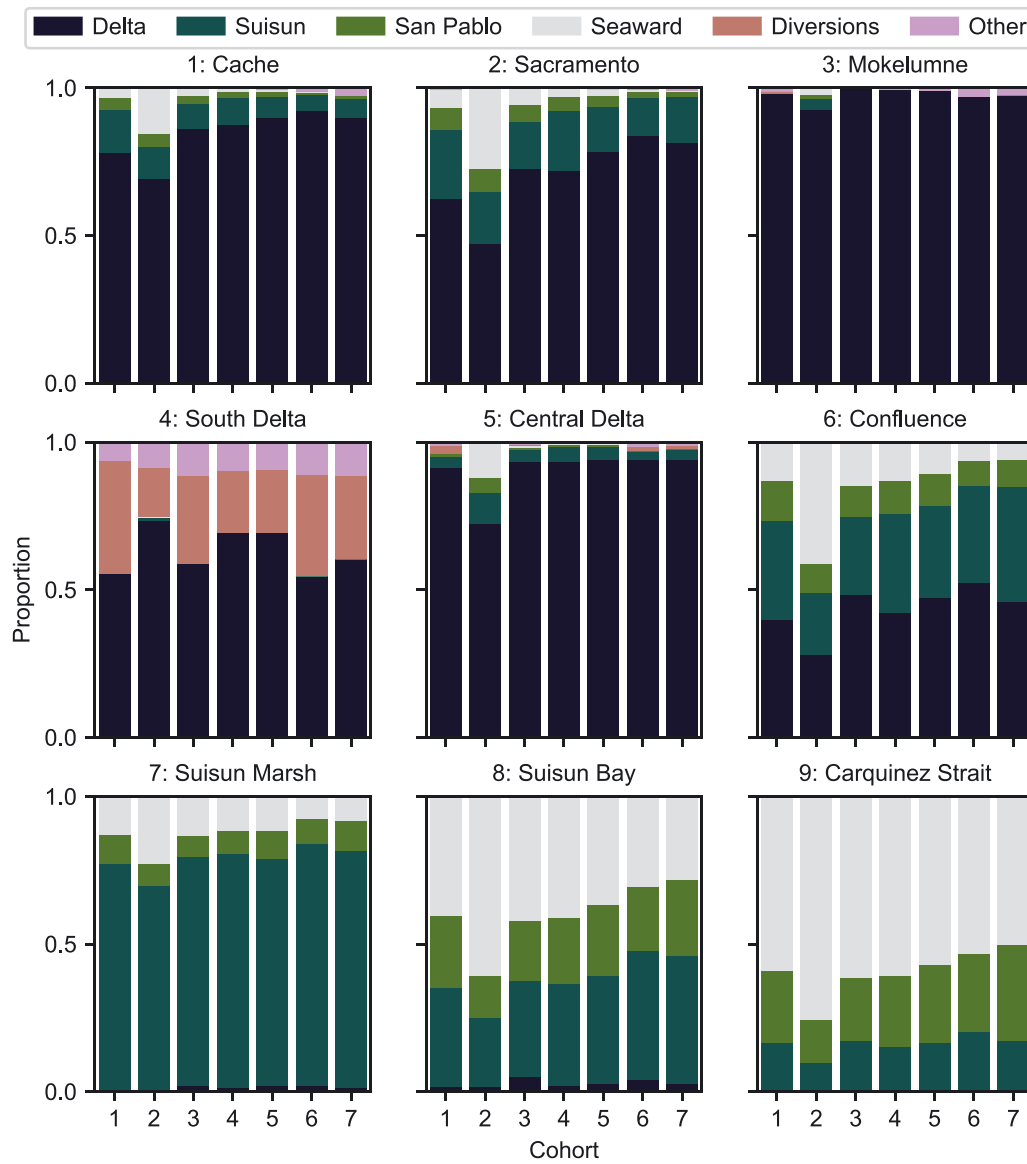 Delta Suisun San Pablo Seaward Diversions Other
1: Cache 2: Sacramento 3: Mokelumne
1.0
0.5
0.0
4: South Delta 5: Central Delta 6: Confluence
1.0
0.5
0.0
Proportion
7: Suisun Marsh 8: Suisun Bay 9: Carquinez Strait
1.0
0.5
0.0
1 2 3 4 5 6 7 1 2 3 4 5 6 7 1 2 3 4 5 6 7
Cohort